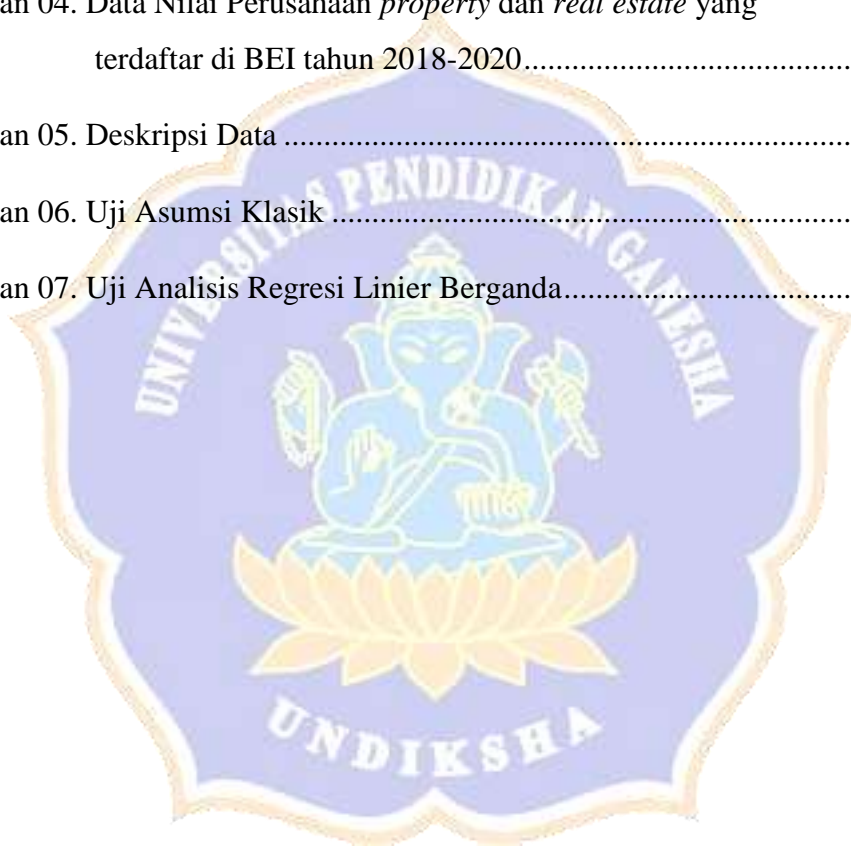 an 04. Data Nilai Perusahaan property dan real estate yang
terdaftar di BEI tahun 2018-2020....................................
an 05. Deskripsi Data ...............................................................
an 06. Uji Asumsi Klasik .........................................................
an 07. Uji Analisis Regresi Linier Berganda................................
UNIVERSITAS PENDIDIKAN GANESHA
UNDIKSHA